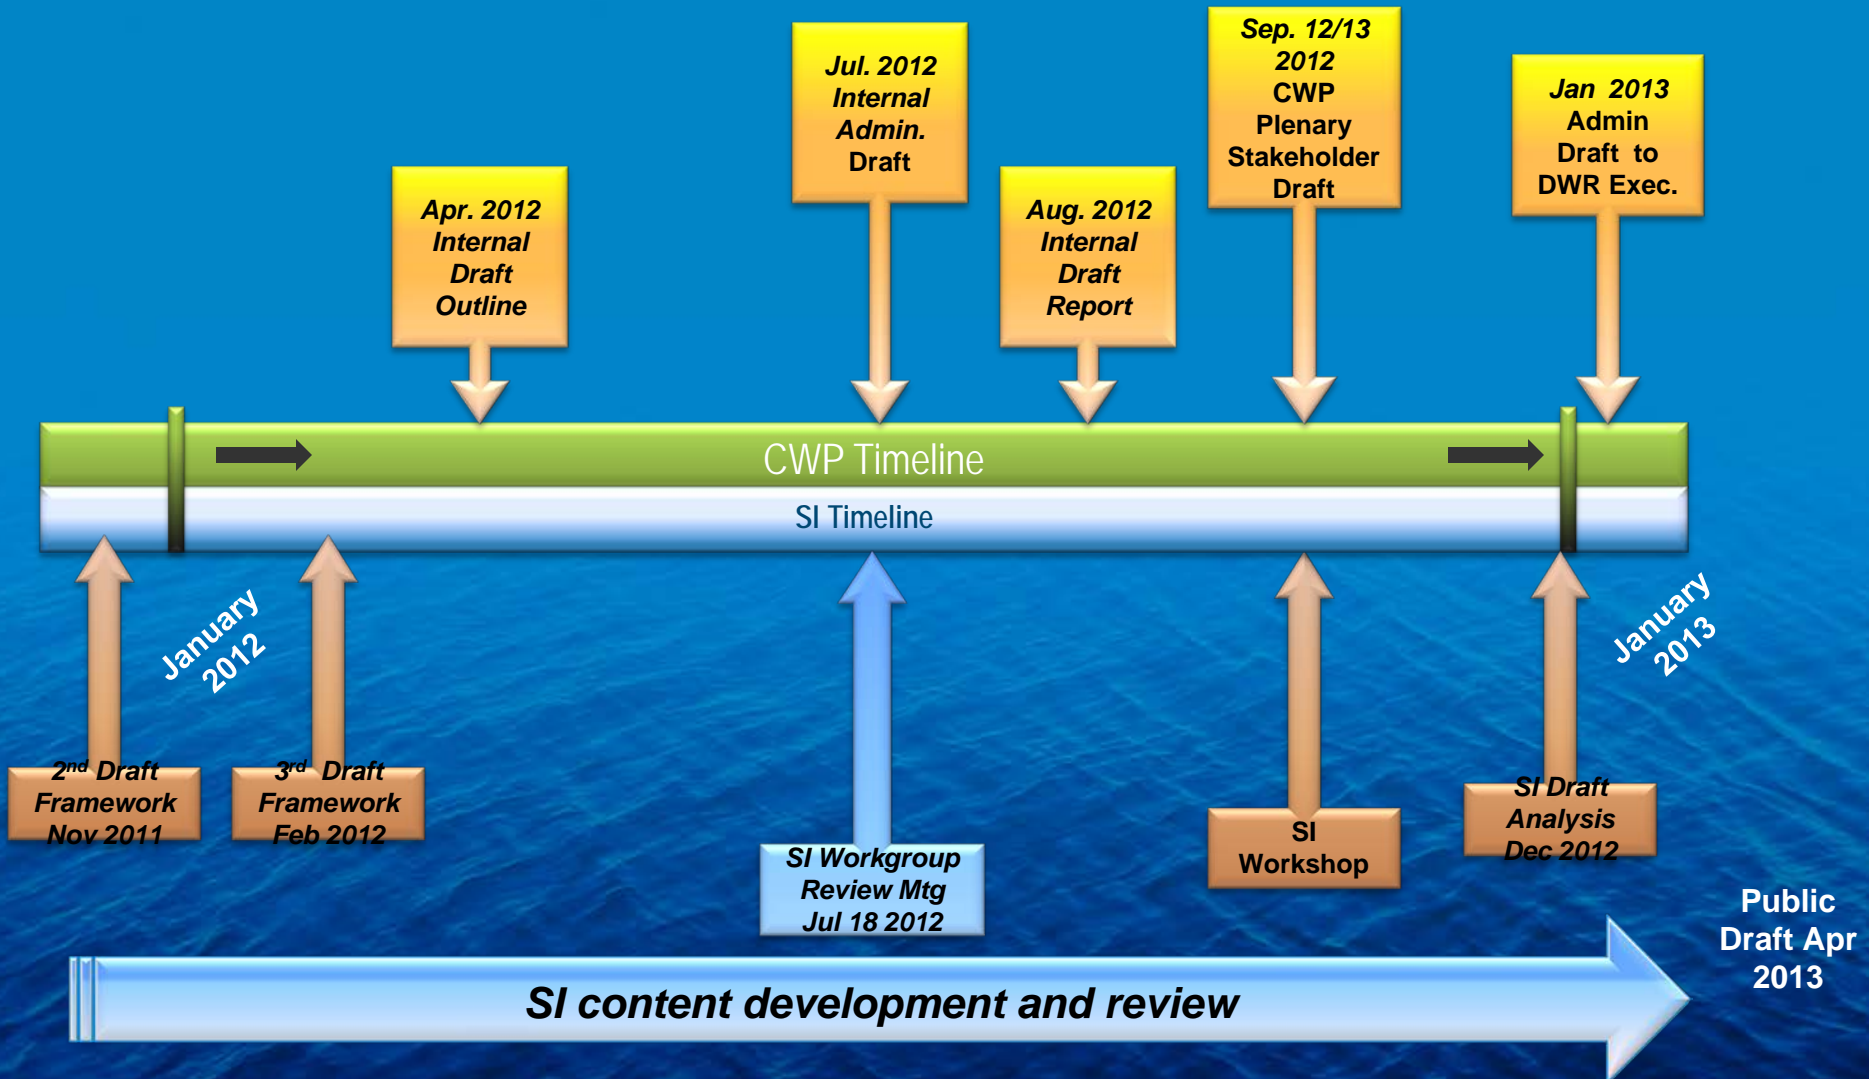 Apr. 2012
Internal
Draft
Outline
Jul. 2012
Internal
Admin.
Draft
Aug. 2012
Internal
Draft
Report
Sep. 12/13
2012
CWP
Plenary
Stakeholder
Draft
Jan 2013
Admin
Draft to
DWR Exec.
CWP Timeline
SI Timeline
January
2012
January
2013
2nd Draft
Framework
Nov 2011
3rd Draft
Framework
Feb 2012
SI Workgroup
Review Mtg
Jul 18 2012
SI
Workshop
SI Draft
Analysis
Dec 2012
Public
Draft Apr
2013
SI content development and review